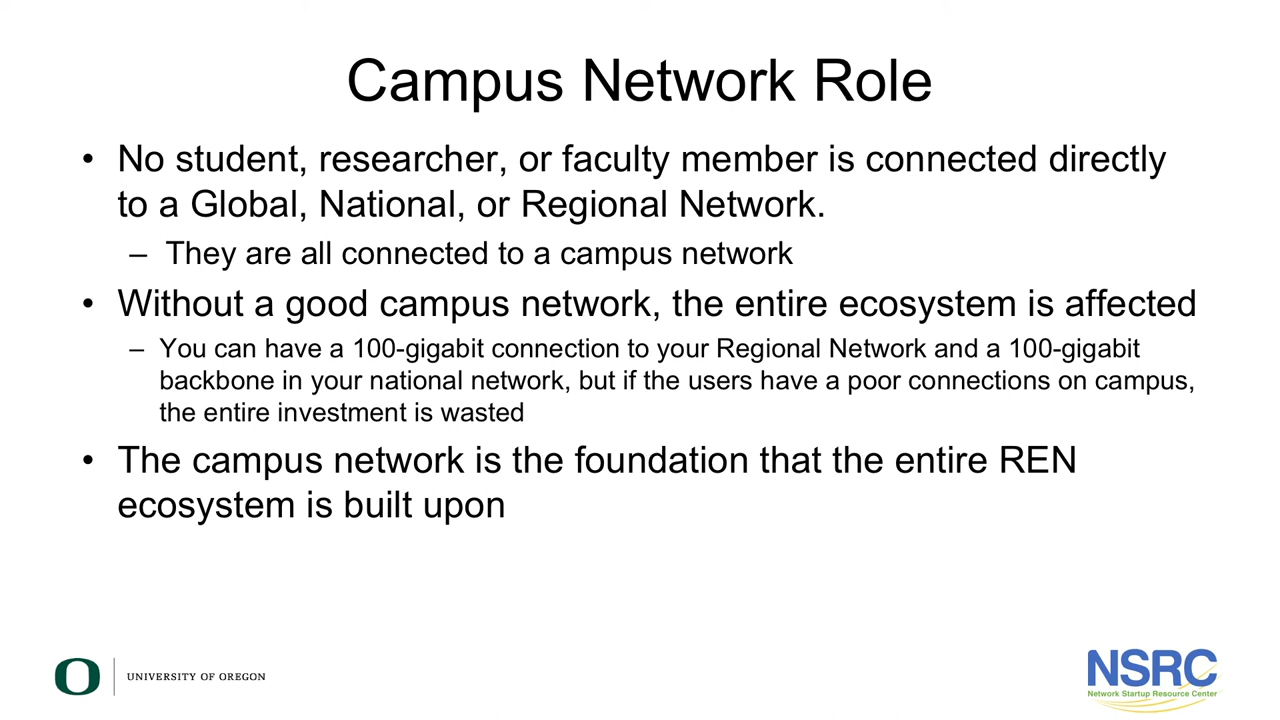 Campus Network Role
• No student, researcher, or faculty member is connected directly
to a Global, National, or Regional Network.
– They are all connected to a campus network
• Without a good campus network, the entire ecosystem is affected
– You can have a 100-gigabit connection to your Regional Network and a 100-gigabit
backbone in your national network, but if the users have a poor connections on campus,
the entire investment is wasted
• The campus network is the foundation that the entire REN
ecosystem is built upon
O UNIVERSITY OF OREGON
NSRC
Network Startup Resource Center